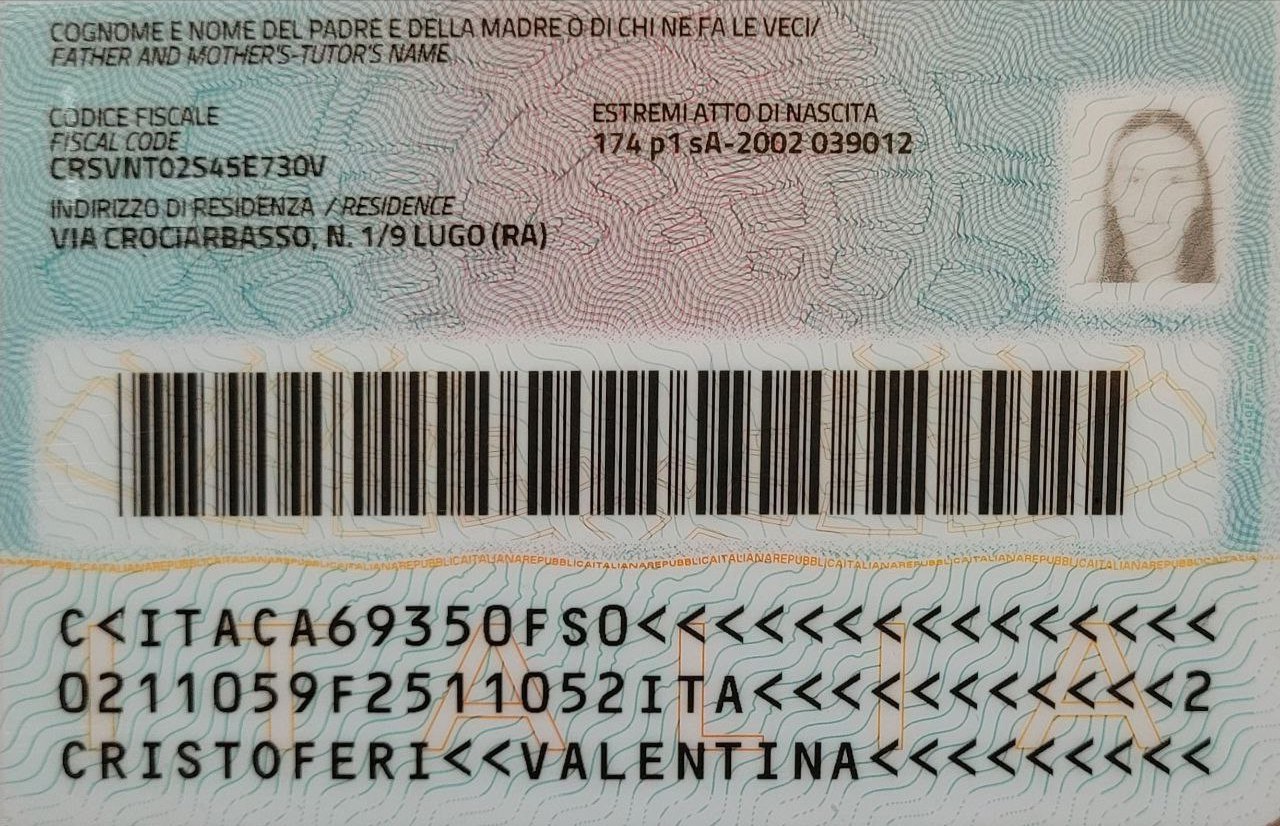 COGNOME E NOME DEL PADRE E DELLA MADRE O DI CHI NE FA LE VECI/
FATHER AND MOTHER'S-TUTOR'S NAME
CODICE FISCALE
FISCAL CODE
CRSVNT02S45E730V
ESTREMI ATTO DI NASCITA
174 p1 sA-2002 039012
INDIRIZZO DI RESIDENZA / RESIDENCE
VIA CROCIARBASSO, N. 1/9 LUGO (RA)
REPUBBLICAITALIANAREPUBBLICAITALIANAREPUBBLICAITALIANA
C<ITACA69350FS0<<<<<<<<<<<<<<<
0211059F2511052ITA<<<<<<<<<<<2
CRISTOFERI<<VALENTINA<<<<<<<<<
ITALIA